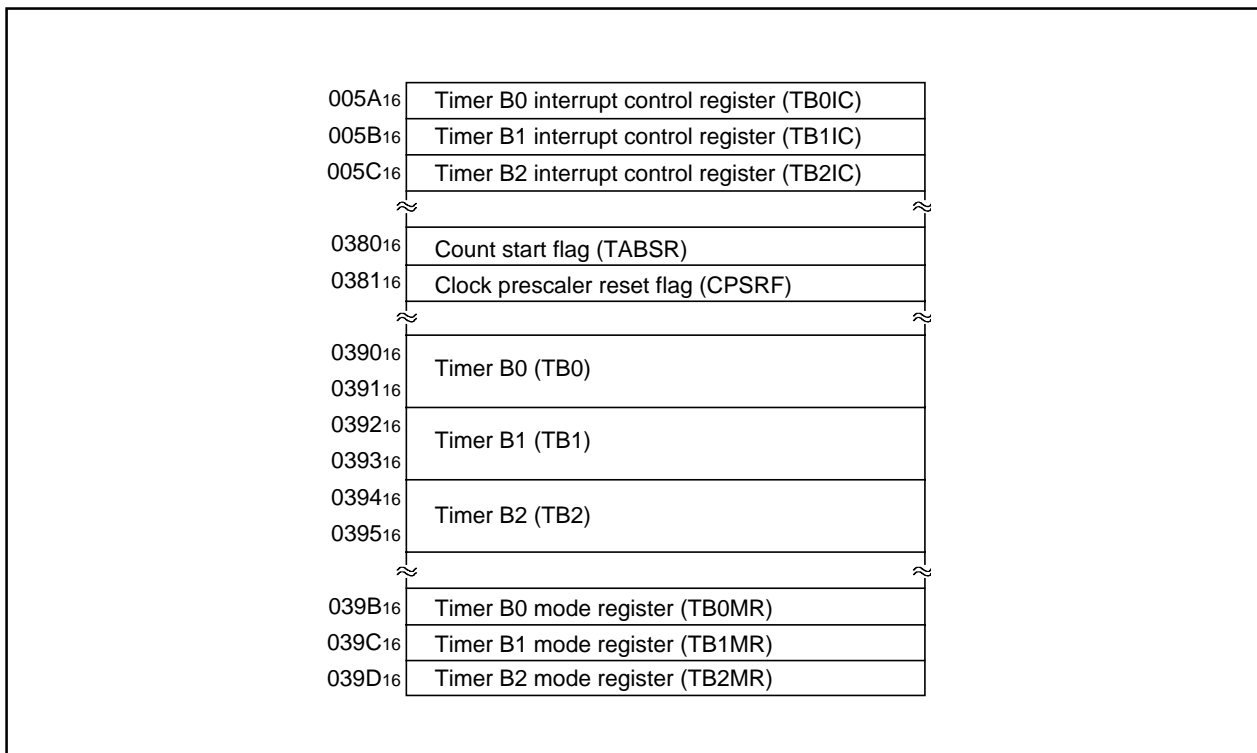 005A16 Timer B0 interrupt control register (TB0IC)
005B16 Timer B1 interrupt control register (TB1IC)
005C16 Timer B2 interrupt control register (TB2IC)
038016 Count start flag (TABSR)
038116 Clock prescaler reset flag (CPSRF)
039016
Timer B0 (TB0)
039116
039216
Timer B1 (TB1)
039316
039416
Timer B2 (TB2)
039516
039B16 Timer B0 mode register (TB0MR)
039C16 Timer B1 mode register (TB1MR)
039D16 Timer B2 mode register (TB2MR)